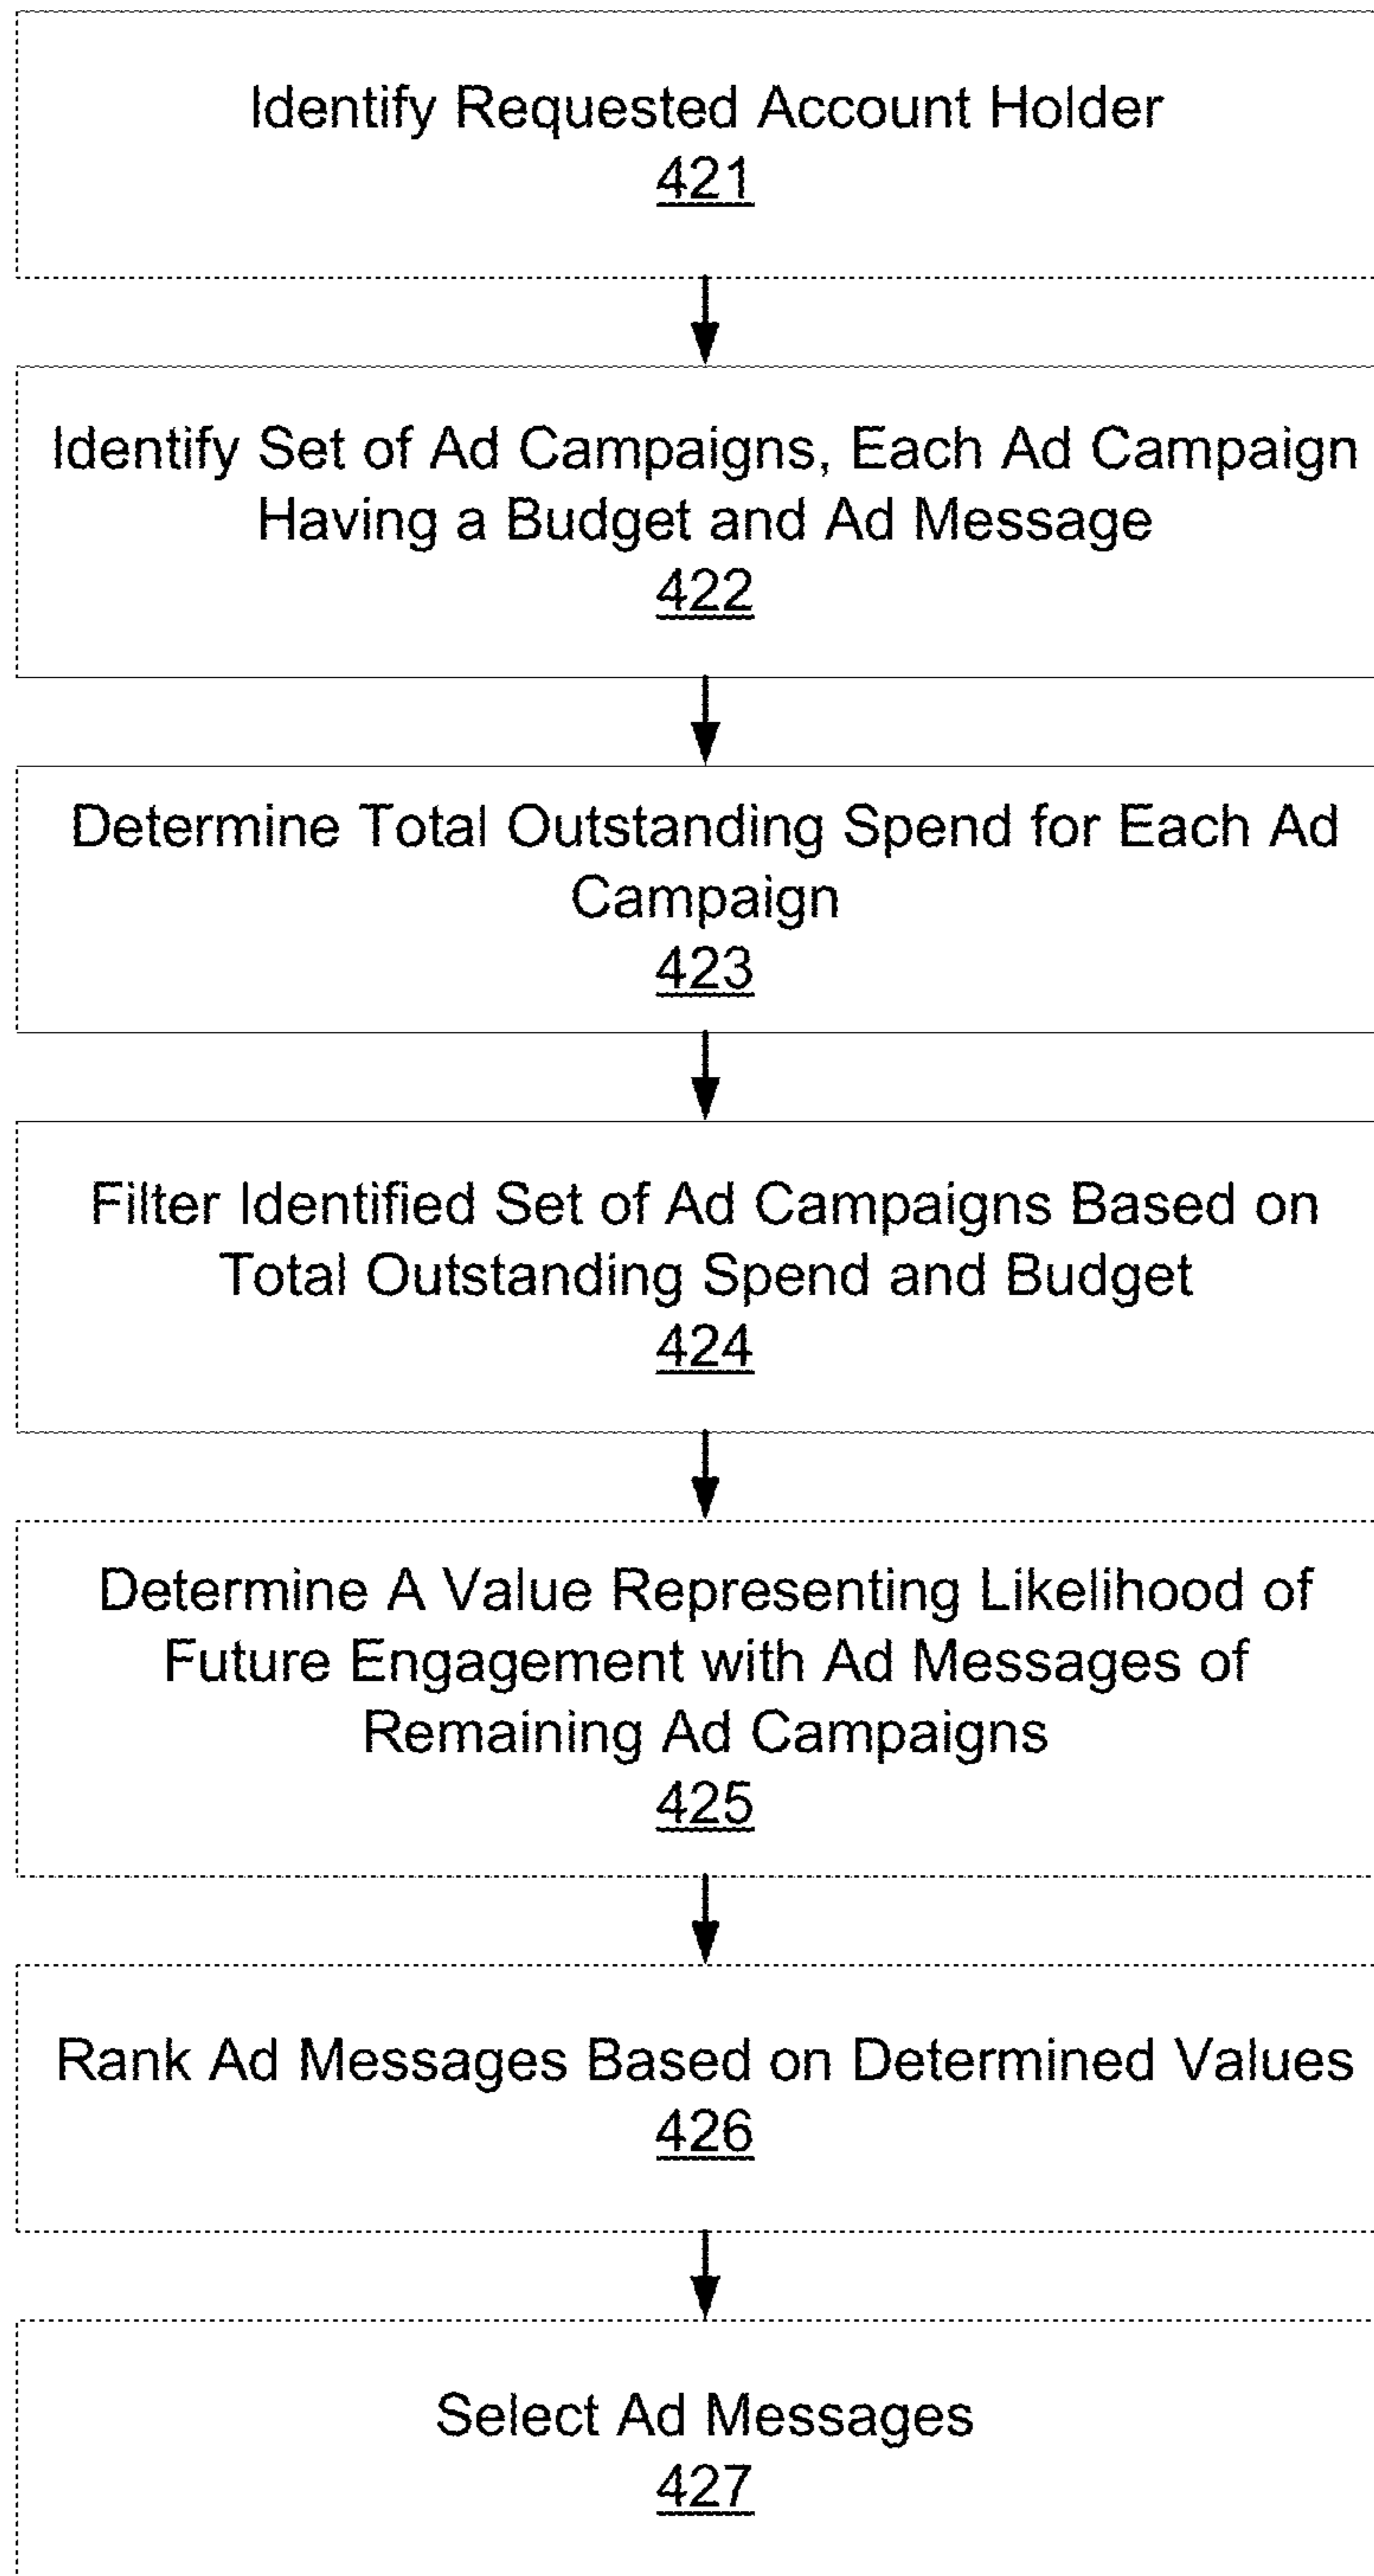 Identify Requested Account Holder
421
Identify Set of Ad Campaigns, Each Ad Campaign
Having a Budget and Ad Message
422
Determine Total Outstanding Spend for Each Ad
Campaign
423
Filter Identified Set of Ad Campaigns Based on
Total Outstanding Spend and Budget
424
Determine A Value Representing Likelihood of
Future Engagement with Ad Messages of
Remaining Ad Campaigns
425
Rank Ad Messages Based on Determined Values
426
Select Ad Messages
427